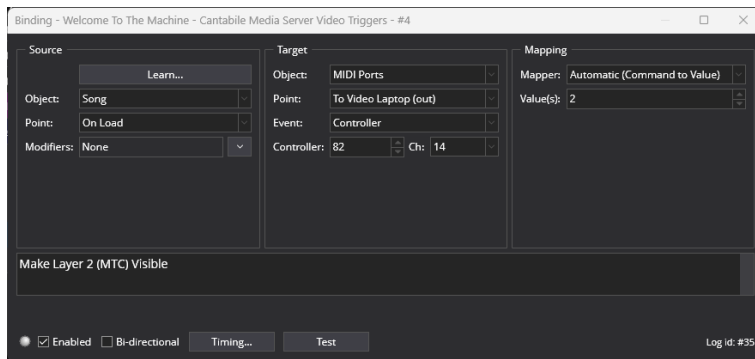 Binding - Welcome To The Machine - Cantabile Media Server Video Triggers - #4
Source
Target
Mapping
Learn...
Object: MIDI Ports
Mapper: Automatic (Command to Value)
Object: Song
Point: To Video Laptop (out)
Value(s): 2
Point: On Load
Event: Controller
Modifiers: None
Controller: 82 Ch: 14
Make Layer 2 (MTC) Visible
Enabled Bi-directional Timing... Test Log id: #35